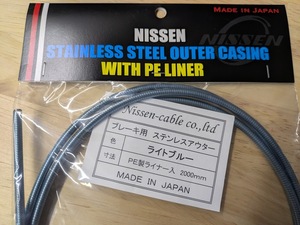 MADE IN JAPAN
NISSEN
NISSEN
STAINLESS STEEL OUTER CASING
WITH PE LINER
Nissen-cable co.,ltd
ブレーキ用 ステンレスアウター
色 ライトブルー
寸法 PE製ライナー入 2000mm
MADE IN JAPAN